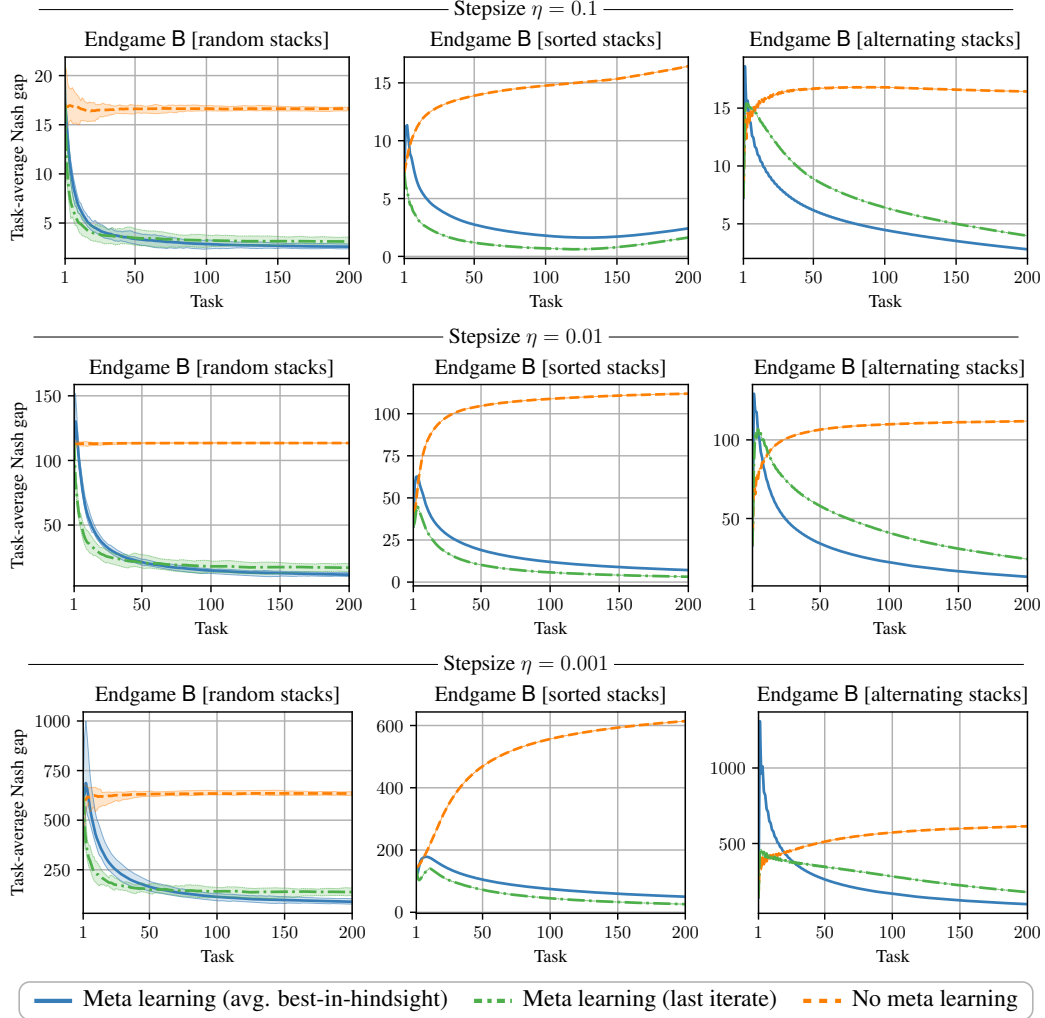 Stepsize η = 0.1
Endgame B [random stacks]
Endgame B [sorted stacks]
Endgame B [alternating stacks]
Task-average Nash gap
20
15
10
5
1
50
100
150
200
Task
15
10
5
0
1
50
100
150
200
Task
15
10
5
1
50
100
150
200
Task
Stepsize η = 0.01
Endgame B [random stacks]
Endgame B [sorted stacks]
Endgame B [alternating stacks]
Task-average Nash gap
150
100
50
1
50
100
150
200
Task
100
75
50
25
0
1
50
100
150
200
Task
100
50
1
50
100
150
200
Task
Stepsize η = 0.001
Endgame B [random stacks]
Endgame B [sorted stacks]
Endgame B [alternating stacks]
Task-average Nash gap
1000
750
500
250
1
50
100
150
200
Task
600
400
200
0
1
50
100
150
200
Task
1000
500
1
50
100
150
200
Task
Meta learning (avg. best-in-hindsight)
Meta learning (last iterate)
No meta learning